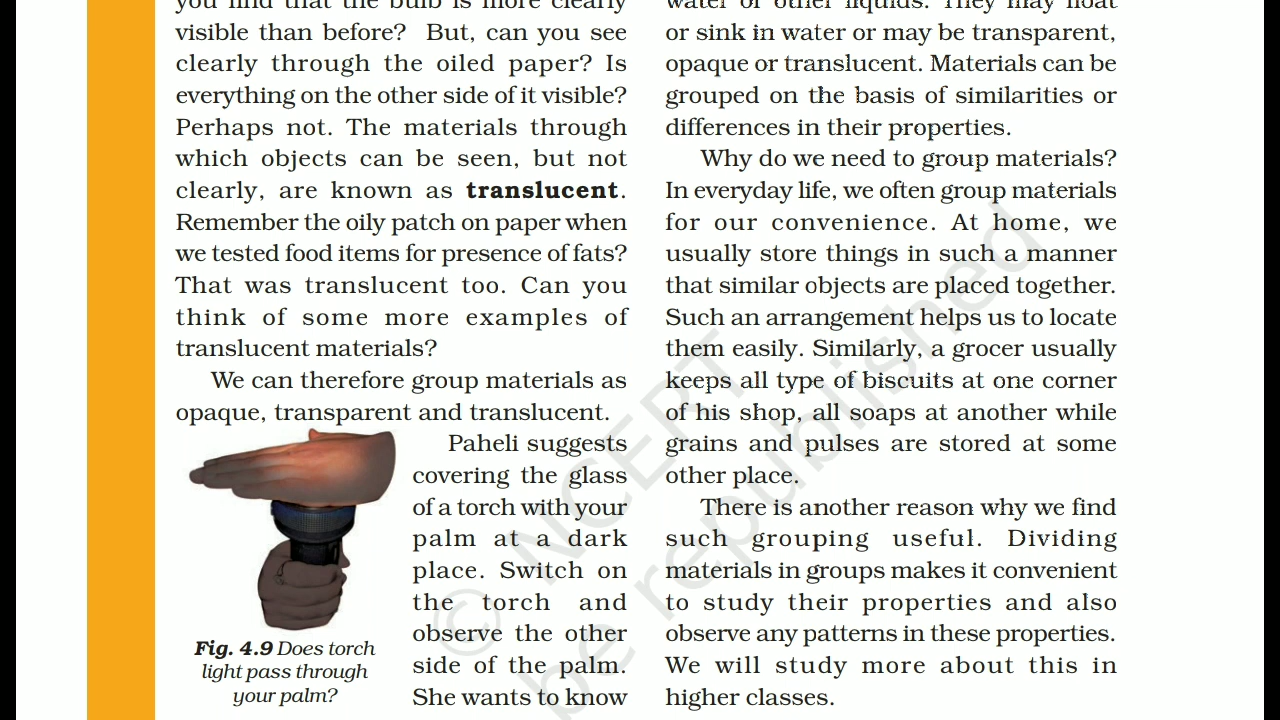 you find that the bulb is more clearly
visible than before? But, can you see
clearly through the oiled paper? Is
everything on the other side of it visible?
Perhaps not. The materials through
which objects can be seen, but not
clearly, are known as translucent.
Remember the oily patch on paper when
we tested food items for presence of fats?
That was translucent too. Can you
think of some more examples of
translucent materials?
We can therefore group materials as
opaque, transparent and translucent.
Paheli suggests
covering the glass
of a torch with your
palm at a dark
place. Switch on
the torch and
observe the other
side of the palm.
She wants to know
Fig. 4.9 Does torch
light pass through
your palm?
water or other liquids. They may float
or sink in water or may be transparent,
opaque or translucent. Materials can be
grouped on the basis of similarities or
differences in their properties.
Why do we need to group materials?
In everyday life, we often group materials
for our convenience. At home, we
usually store things in such a manner
that similar objects are placed together.
Such an arrangement helps us to locate
them easily. Similarly, a grocer usually
keeps all type of biscuits at one corner
of his shop, all soaps at another while
grains and pulses are stored at some
other place.
There is another reason why we find
such grouping useful. Dividing
materials in groups makes it convenient
to study their properties and also
observe any patterns in these properties.
We will study more about this in
higher classes.
© NCERT
be republished